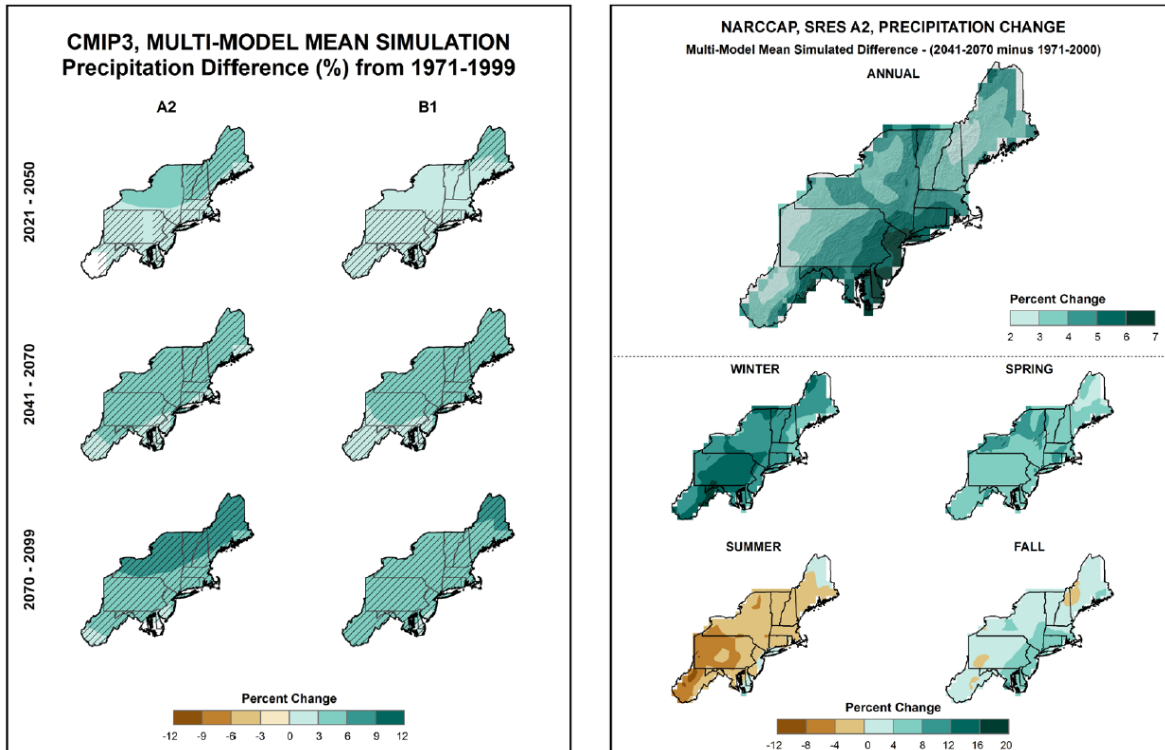 CMIP3, MULTI-MODEL MEAN SIMULATION
Precipitation Difference (%) from 1971-1999
A2
B1
2021 - 2050
2041 - 2070
2070 - 2099
Percent Change
-12 -9 -6 -3 0 3 6 9 12
NARCCAP, SRES A2, PRECIPITATION CHANGE
Multi-Model Mean Simulated Difference - (2041-2070 minus 1971-2000)
ANNUAL
Percent Change
2 3 4 5 6 7
WINTER
SPRING
SUMMER
FALL
Percent Change
-12 -8 -4 0 4 8 12 16 20